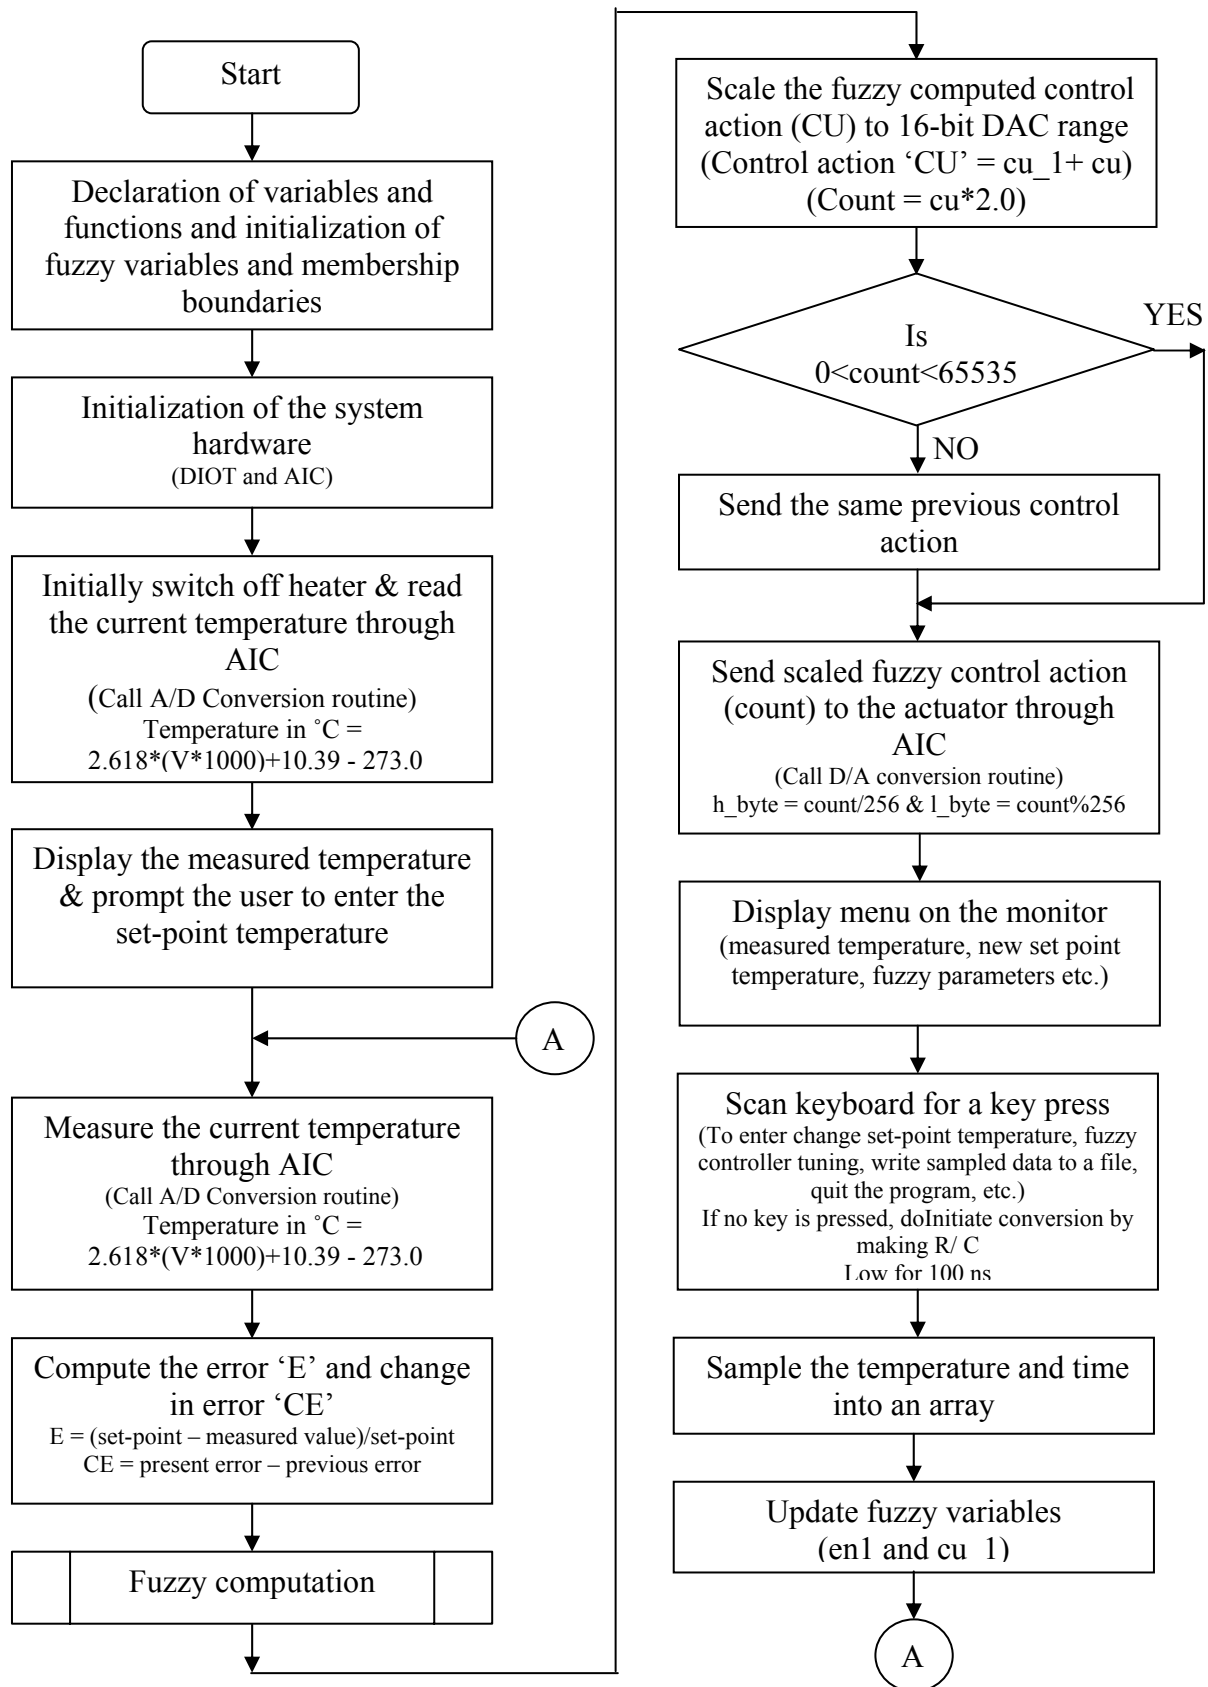 Start
Declaration of variables and
functions and initialization of
fuzzy variables and membership
boundaries
Initialization of the system
hardware
(DIOT and AIC)
Initially switch off heater & read
the current temperature through
AIC
(Call A/D Conversion routine)
Temperature in ˚C =
2.618*(V*1000)+10.39 - 273.0
Display the measured temperature
& prompt the user to enter the
set-point temperature
A
Measure the current temperature
through AIC
(Call A/D Conversion routine)
Temperature in ˚C =
2.618*(V*1000)+10.39 - 273.0
Compute the error ‘E’ and change
in error ‘CE’
E = (set-point – measured value)/set-point
CE = present error – previous error
Fuzzy computation
Scale the fuzzy computed control
action (CU) to 16-bit DAC range
(Control action ‘CU’ = cu_1+ cu)
(Count = cu*2.0)
Is
0<count<65535
YES
NO
Send the same previous control
action
Send scaled fuzzy control action
(count) to the actuator through
AIC
(Call D/A conversion routine)
h_byte = count/256 & l_byte = count%256
Display menu on the monitor
(measured temperature, new set point
temperature, fuzzy parameters etc.)
Scan keyboard for a key press
(To enter change set-point temperature, fuzzy
controller tuning, write sampled data to a file,
quit the program, etc.)
If no key is pressed, doInitiate conversion by
making R/ C
Low for 100 ns
Sample the temperature and time
into an array
Update fuzzy variables
(en1 and cu_1)
A